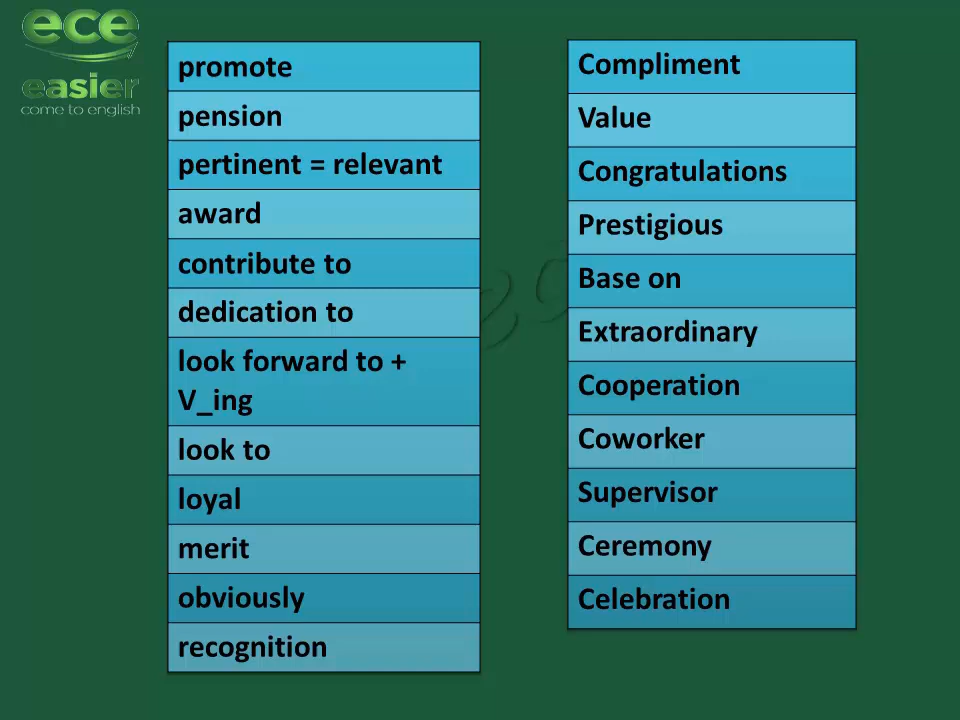 ece
easier
come to english
promote
pension
pertinent = relevant
award
contribute to
dedication to
look forward to +
V_ing
look to
loyal
merit
obviously
recognition
Compliment
Value
Congratulations
Prestigious
Base on
Extraordinary
Cooperation
Coworker
Supervisor
Ceremony
Celebration